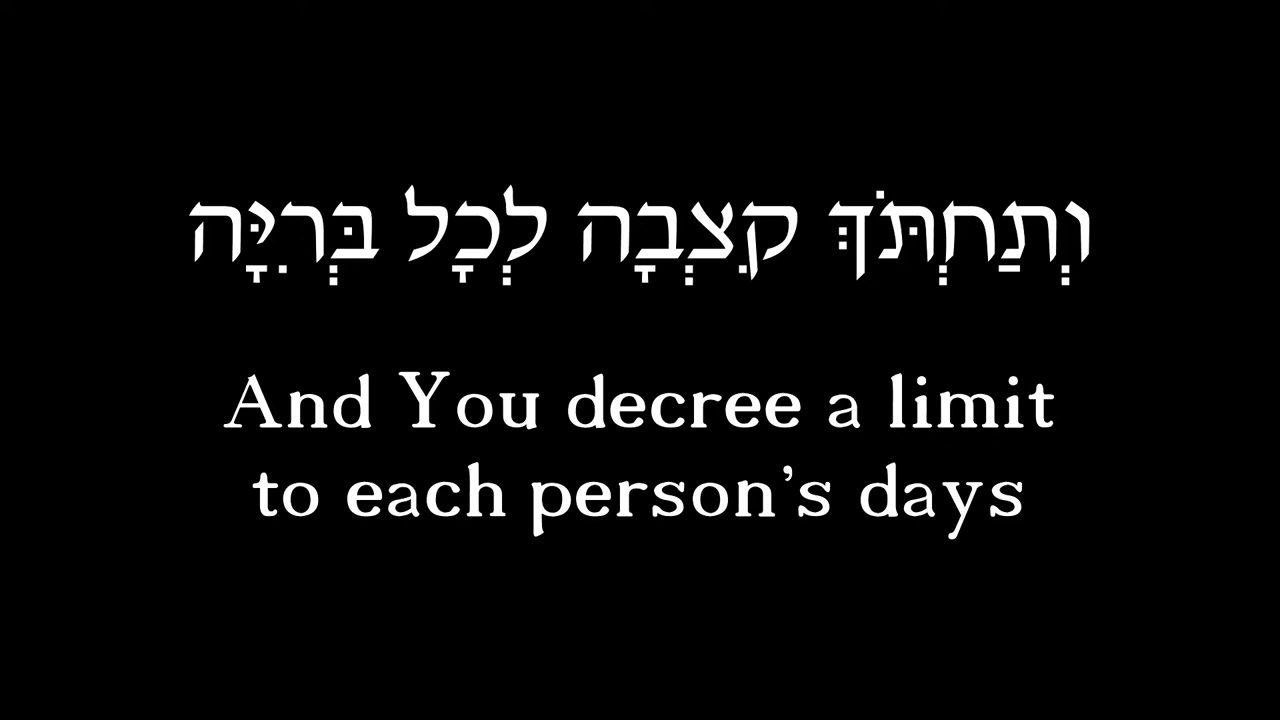 וְתַחְתֹּךְּ קִצְבָה לְכָל בְּרִיָּה
And You decree a limit
to each person’s days